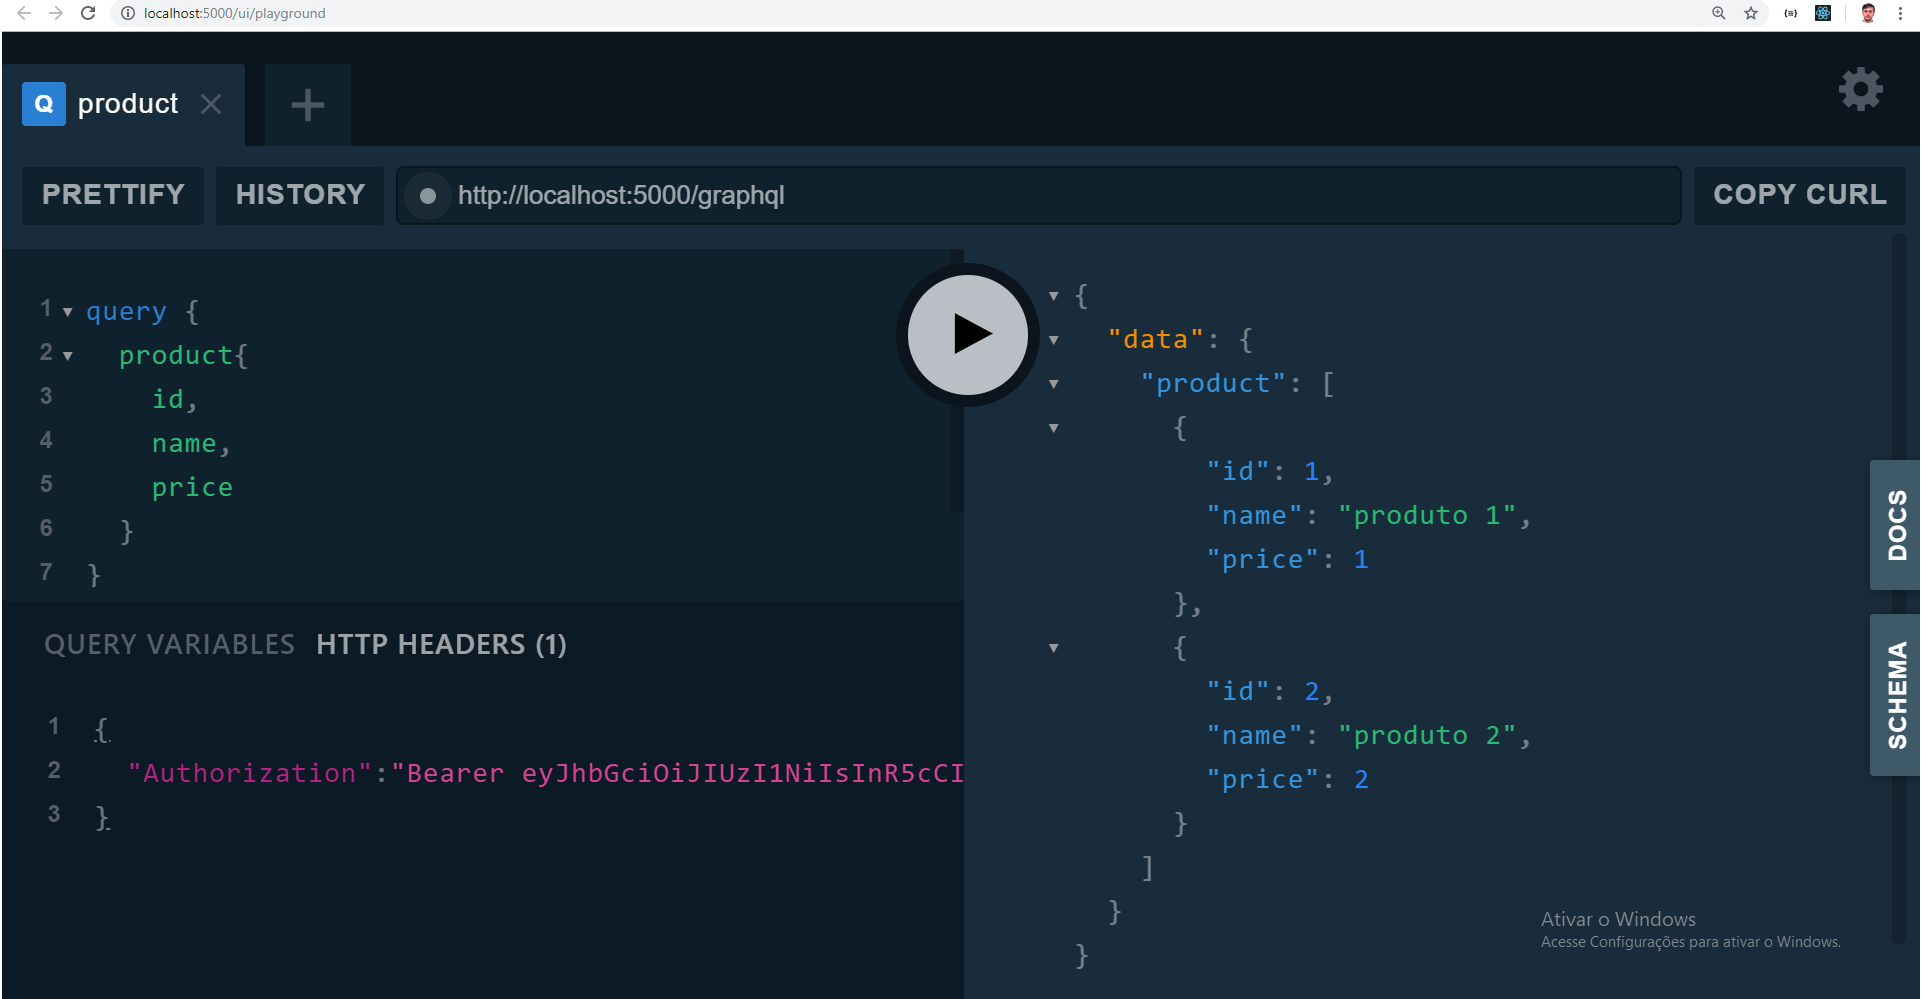 localhost:5000/ui/playground
Q product
PRETTIFY HISTORY http://localhost:5000/graphql COPY CURL
1 query {
2 product{
3 id,
4 name,
5 price
6 }
7 }
QUERY VARIABLES HTTP HEADERS (1)
1 {
2 "Authorization":"Bearer eyJhbGciOiJIUzI1NiIsInR5cCI
3 }
{
"data": {
"product": [
{
"id": 1,
"name": "produto 1",
"price": 1
},
{
"id": 2,
"name": "produto 2",
"price": 2
}
]
}
}
DOCS
SCHEMA
Ativar o Windows
Acesse Configurações para ativar o Windows.